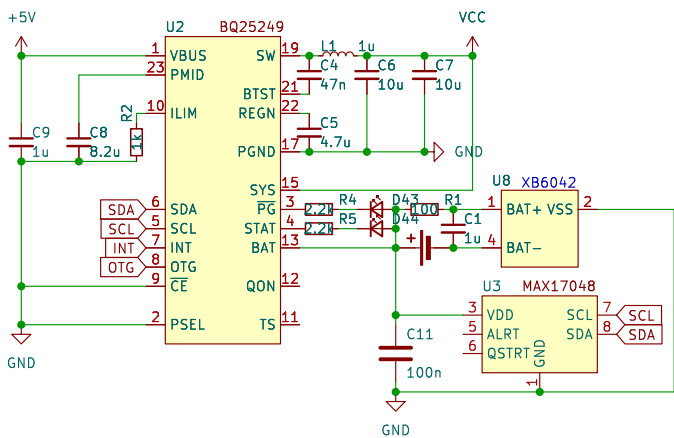 +5V
U2
BQ25249
VCC
1
VBUS
23
PMID
10
ILIM
R2
1k
C9
1u
C8
8.2u
SDA
6
SDA
SCL
5
SCL
INT
7
INT
OTG
8
OTG
9
CE
2
PSEL
GND
SW
19
L1
1u
C4
47n
BTST
21
REGN
22
C5
4.7u
PGND
17
C6
10u
C7
10u
GND
SYS
15
PG
3
2.2k
R4
D43
STAT
4
2.2k
R5
D44
BAT
13
QON
12
TS
11
100
R1
C1
1u
+
U8
XB6042
1
BAT+
VSS
2
4
BAT-
U3
MAX17048
3
VDD
5
ALRT
6
QSTRT
GND
1
SCL
7
SCL
SDA
8
SDA
C11
100n
GND